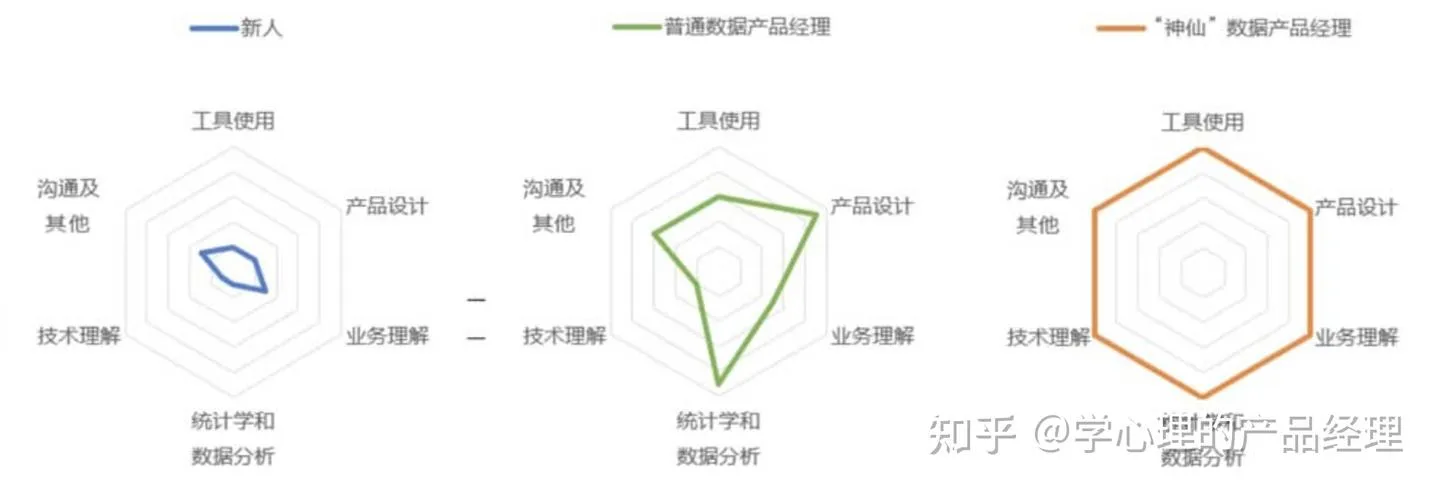 新人
普通数据产品经理
“神仙”数据产品经理
工具使用
沟通及
其他
产品设计
技术理解
业务理解
统计学和
数据分析
工具使用
沟通及
其他
产品设计
技术理解
业务理解
统计学和
数据分析
工具使用
沟通及
其他
产品设计
技术理解
业务理解
统计学和
数据分析
知乎 @学心理的产品经理